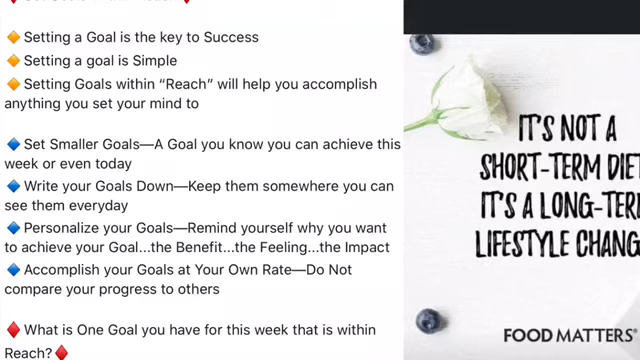 Setting a Goal is the key to Success
Setting a goal is Simple
Setting Goals within “Reach” will help you accomplish
anything you set your mind to
Set Smaller Goals—A Goal you know you can achieve this
week or even today
Write your Goals Down—Keep them somewhere you can
see them everyday
Personalize your Goals—Remind yourself why you want
to achieve your Goal...the Benefit...the Feeling...the Impact
Accomplish your Goals at Your Own Rate—Do Not
compare your progress to others
What is One Goal you have for this week that is within
Reach?
IT'S NOT A
SHORT-TERM DIET
IT'S A LONG-TER
LIFESTYLE CHANG
FOOD MATTERS®